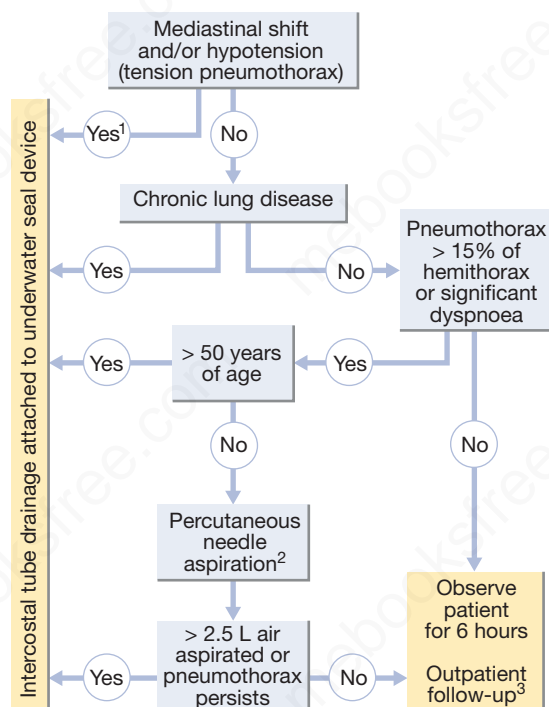 Mediastinal shift
and/or hypotension
(tension pneumothorax)
Yes¹
No
Chronic lung disease
Yes
No
Pneumothorax
> 15% of
hemithorax
or significant
dyspnoea
Yes
> 50 years
of age
Yes
No
No
Percutaneous
needle
aspiration²
> 2.5 L air
aspirated or
pneumothorax
persists
Yes
No
Observe
patient
for 6 hours
Outpatient
follow-up³
Intercostal tube drainage attached to underwater seal device
mebooksfree.com